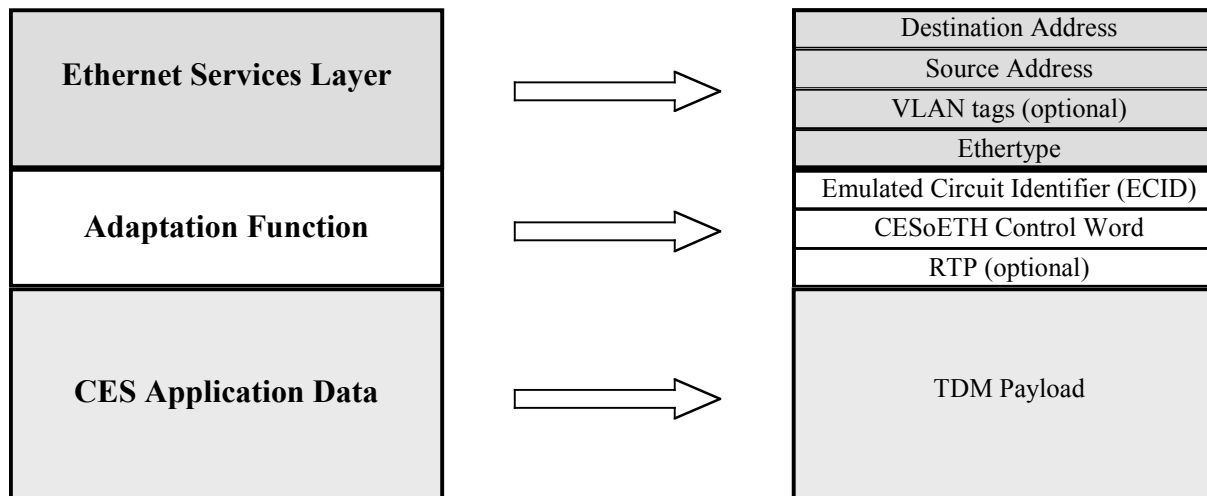 Ethernet Services Layer
Destination Address
Source Address
VLAN tags (optional)
Ethertype
Adaptation Function
Emulated Circuit Identifier (ECID)
CESoETH Control Word
RTP (optional)
CES Application Data
TDM Payload